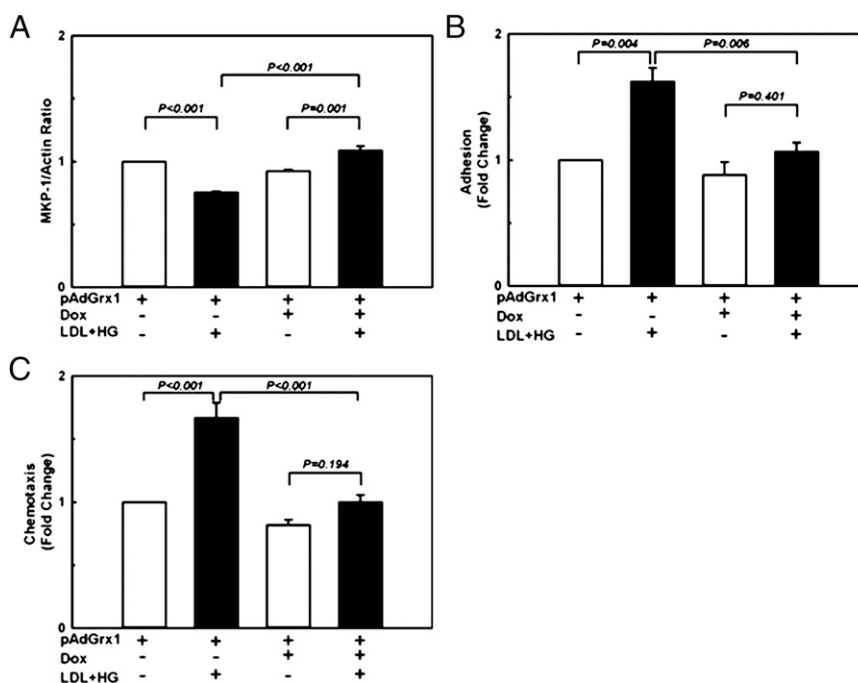 A
2
P<0.001
P<0.001
P=0.001
1
MKP-1/Actin Ratio
0
pAdGrx1 + + + +
Dox - - + +
LDL+HG - + - +
B
2
P=0.004
P=0.006
P=0.401
1
Adhesion
(Fold Change)
0
pAdGrx1 + + + +
Dox - - + +
LDL+HG - + - +
C
2
P<0.001
P<0.001
P=0.194
1
Chemotaxis
(Fold Change)
0
pAdGrx1 + + + +
Dox - - + +
LDL+HG - + - +